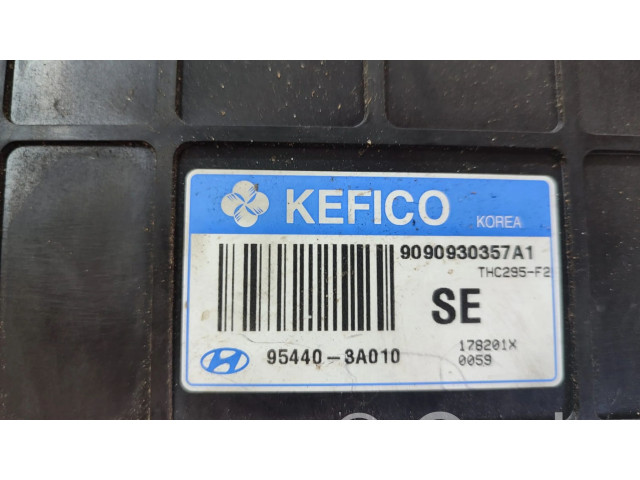 KEFICO KOREA
9090930357A1
THC295-F2
SE
95440-3A010
178201X
0059